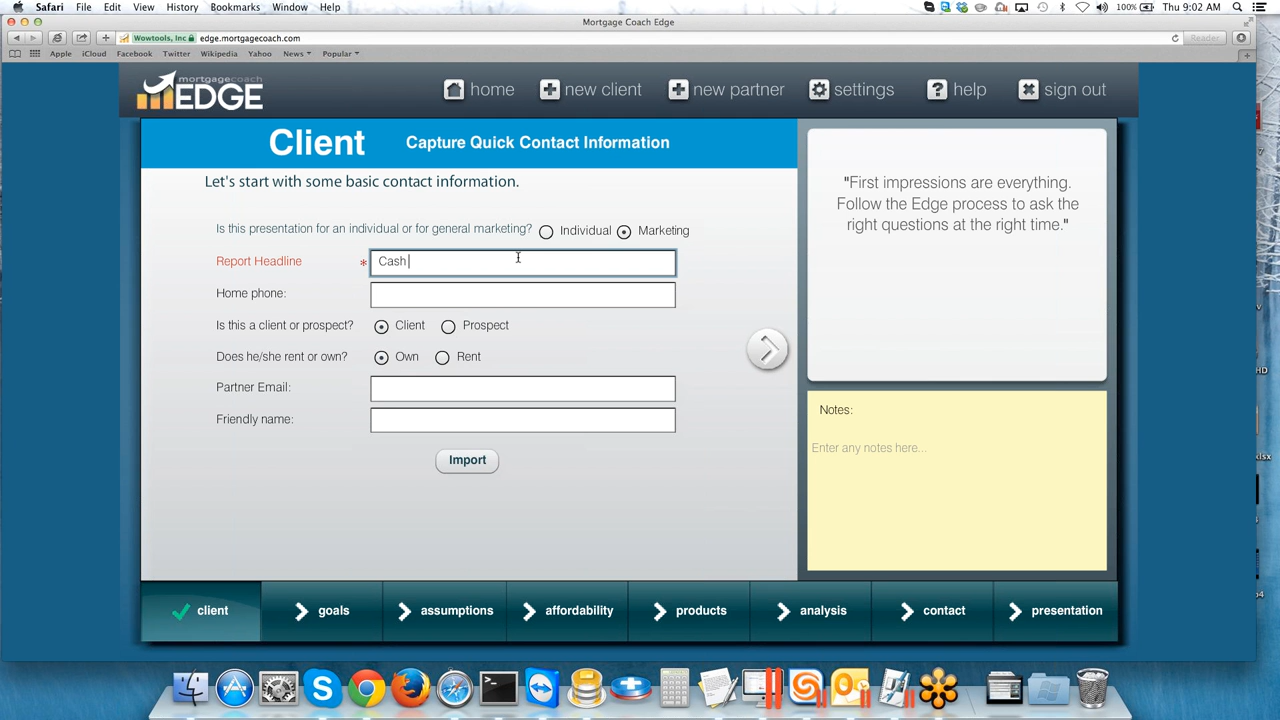 Safari File Edit View History Bookmarks Window Help 100% Thu 9:02 AM
Mortgage Coach Edge
Wowtools, Inc edge.mortgagecoach.com Reader
Apple iCloud Facebook Twitter Wikipedia Yahoo News Popular
mortgagecoach
EDGE
home new client new partner settings help sign out
Client Capture Quick Contact Information
Let's start with some basic contact information.
Is this presentation for an individual or for general marketing? Individual Marketing
Report Headline * Cash
Home phone:
Is this a client or prospect? Client Prospect
Does he/she rent or own? Own Rent
Partner Email:
Friendly name:
Import
"First impressions are everything.
Follow the Edge process to ask the
right questions at the right time."
Notes:
Enter any notes here...
client goals assumptions affordability products analysis contact presentation
HD
xlsx